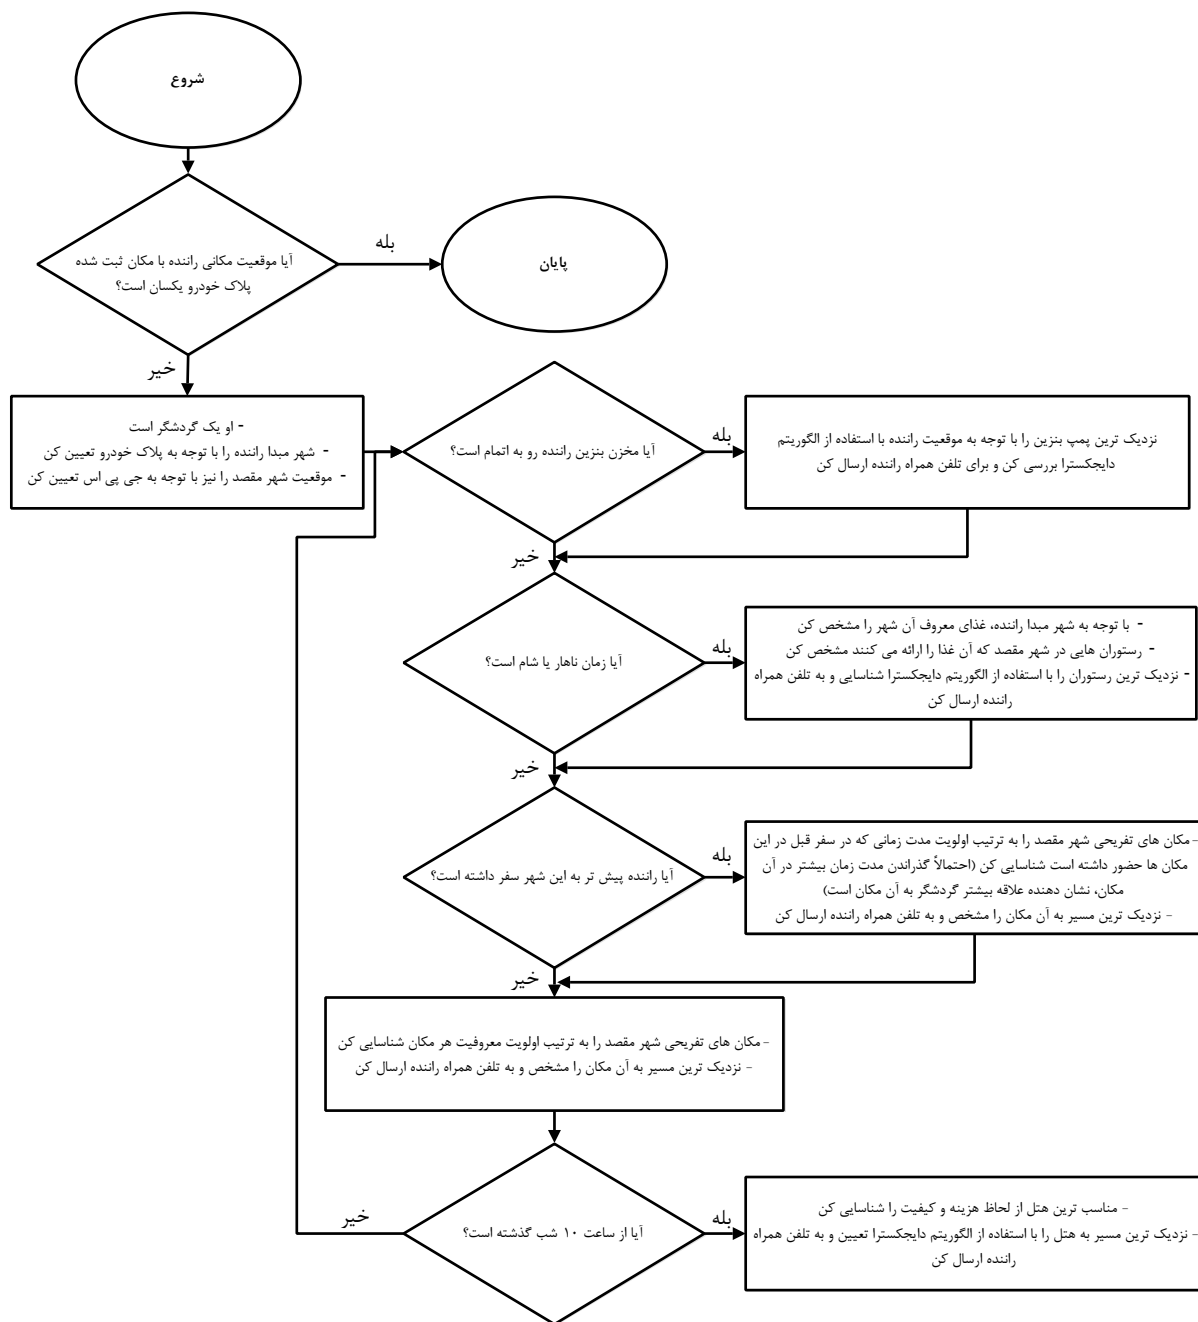 شروع
آیا موقعیت مکانی راننده با مکان ثبت شده
پلاک خودرو یکسان است؟
بله
پایان
خیر
- او یک گردشگر است
- شهر مبدا راننده را با توجه به پلاک خودرو تعیین کن
- موقعیت شهر مقصد را نیز با توجه به جی پی اس تعیین کن
آیا مخزن بنزین راننده رو به اتمام است؟
بله
نزدیک ترین پمپ بنزین را با توجه به موقعیت راننده با استفاده از الگوریتم
دایجکسترا بررسی کن و برای تلفن همراه راننده ارسال کن
خیر
آیا زمان ناهار یا شام است؟
بله
- با توجه به شهر مبدا راننده، غذای معروف آن شهر را مشخص کن
- رستوران هایی در شهر مقصد که آن غذا را ارائه می کنند مشخص کن
- نزدیک ترین رستوران را با استفاده از الگوریتم دایجکسترا شناسایی و به تلفن همراه
راننده ارسال کن
خیر
آیا راننده پیش تر به این شهر سفر داشته است؟
بله
- مکان های تفریحی شهر مقصد را به ترتیب اولویت مدت زمانی که در سفر قبل در این
مکان ها حضور داشته است شناسایی کن (احتمالاً گذراندن مدت زمان بیشتر در آن
مکان، نشان دهنده علاقه بیشتر گردشگر به آن مکان است)
- نزدیک ترین مسیر به آن مکان را مشخص و به تلفن همراه راننده ارسال کن
خیر
- مکان های تفریحی شهر مقصد را به ترتیب اولویت معروفیت هر مکان شناسایی کن
- نزدیک ترین مسیر به آن مکان را مشخص و به تلفن همراه راننده ارسال کن
آیا از ساعت ۱۰ شب گذشته است؟
خیر
بله
- مناسب ترین هتل از لحاظ هزینه و کیفیت را شناسایی کن
- نزدیک ترین مسیر به هتل را با استفاده از الگوریتم دایجکسترا تعیین و به تلفن همراه
راننده ارسال کن